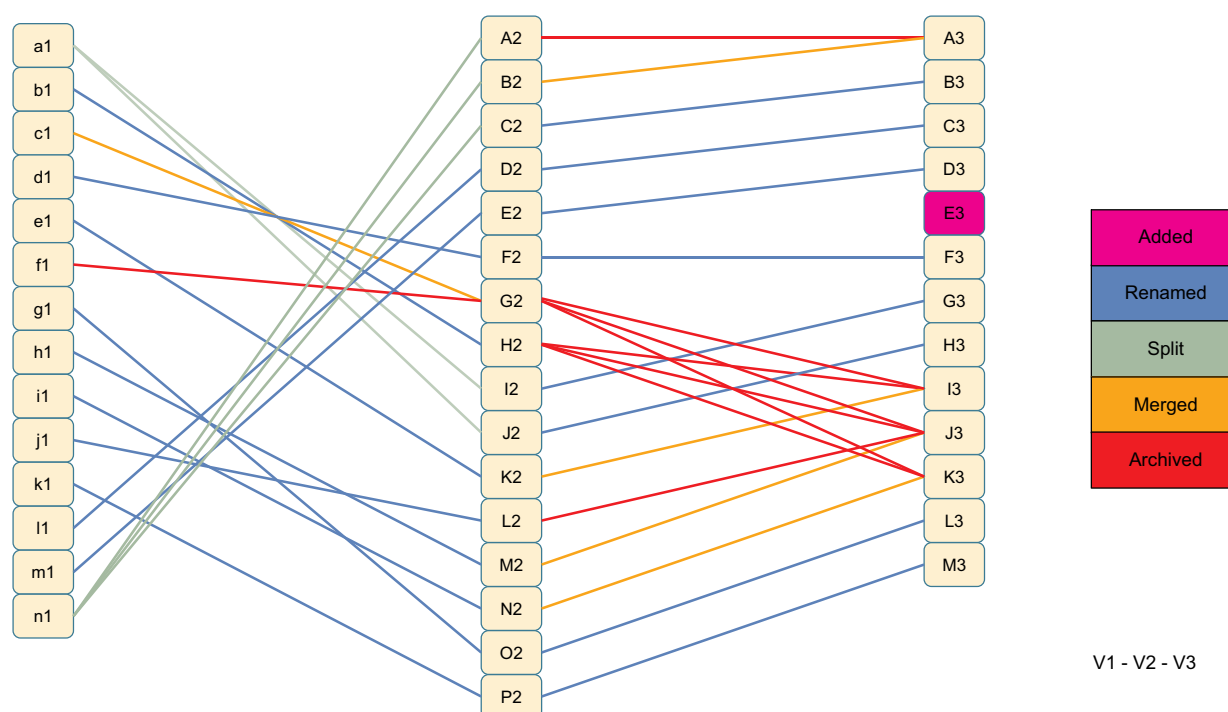 a1
b1
c1
d1
e1
f1
g1
h1
i1
j1
k1
l1
m1
n1
A2
B2
C2
D2
E2
F2
G2
H2
I2
J2
K2
L2
M2
N2
O2
P2
A3
B3
C3
D3
E3
F3
G3
H3
I3
J3
K3
L3
M3
Added
Renamed
Split
Merged
Archived
V1 - V2 - V3